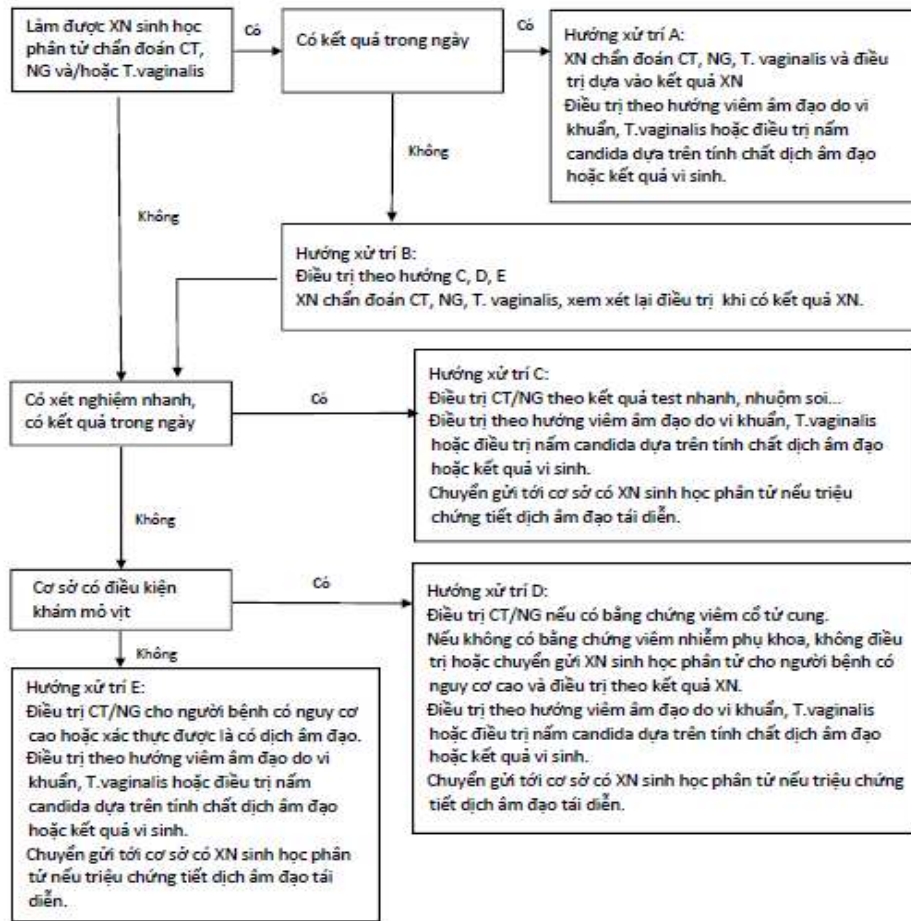 Làm được XN sinh học
phân tử chẩn đoán CT,
NG và/hoặc T.vaginalis
Có
Có kết quả trong ngày
Có
Hướng xử trí A:
XN chẩn đoán CT, NG, T. vaginalis và điều
trị dựa vào kết quả XN
Điều trị theo hướng viêm âm đạo do vi
khuẩn, T.vaginalis hoặc điều trị nấm
candida dựa trên tính chất dịch âm đạo
hoặc kết quả vi sinh.
Không
Không
Hướng xử trí B:
Điều trị theo hướng C, D, E
XN chẩn đoán CT, NG, T. vaginalis, xem xét lại điều trị khi có kết quả XN.
Có xét nghiệm nhanh,
có kết quả trong ngày
Có
Hướng xử trí C:
Điều trị CT/NG theo kết quả test nhanh, nhuộm soi...
Điều trị theo hướng viêm âm đạo do vi khuẩn, T.vaginalis
hoặc điều trị nấm candida dựa trên tính chất dịch âm đạo
hoặc kết quả vi sinh.
Chuyển gửi tới cơ sở có XN sinh học phân tử nếu triệu
chứng tiết dịch âm đạo tái diễn.
Không
Cơ sở có điều kiện
khám mỏ vịt
Có
Hướng xử trí D:
Điều trị CT/NG nếu có bằng chứng viêm cổ tử cung.
Nếu không có bằng chứng viêm nhiễm phụ khoa, không điều
trị hoặc chuyển gửi XN sinh học phân tử cho người bệnh có
nguy cơ cao và điều trị theo kết quả XN.
Điều trị theo hướng viêm âm đạo do vi khuẩn, T.vaginalis
hoặc điều trị nấm candida dựa trên tính chất dịch âm đạo
hoặc kết quả vi sinh.
Chuyển gửi tới cơ sở có XN sinh học phân tử nếu triệu chứng
tiết dịch âm đạo tái diễn.
Không
Hướng xử trí E:
Điều trị CT/NG cho người bệnh có nguy cơ
cao hoặc xác thực được là có dịch âm đạo.
Điều trị theo hướng viêm âm đạo do vi
khuẩn, T.vaginalis hoặc điều trị nấm
candida dựa trên tính chất dịch âm đạo
hoặc kết quả vi sinh.
Chuyển gửi tới cơ sở có XN sinh học phân
tử nếu triệu chứng tiết dịch âm đạo tái
diễn.